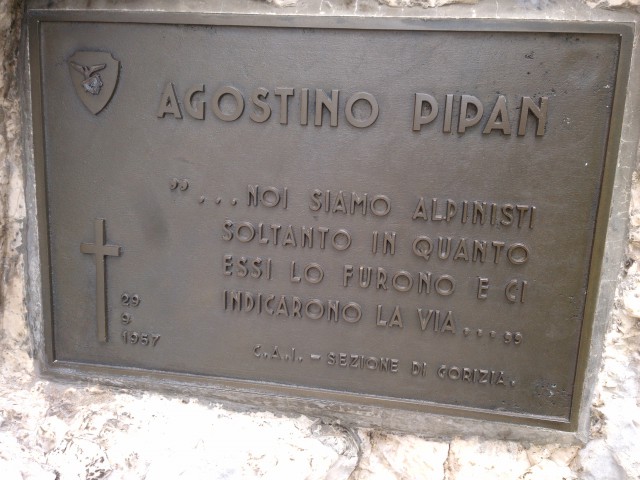 AGOSTINO PIPAN
"...NOI SIAMO ALPINISTI
SOLTANTO IN QUANTO
ESSI LO FURONO E CI
INDICARONO LA VIA..."
29
9
1957
C.A.I. - SEZIONE DI GORIZIA.